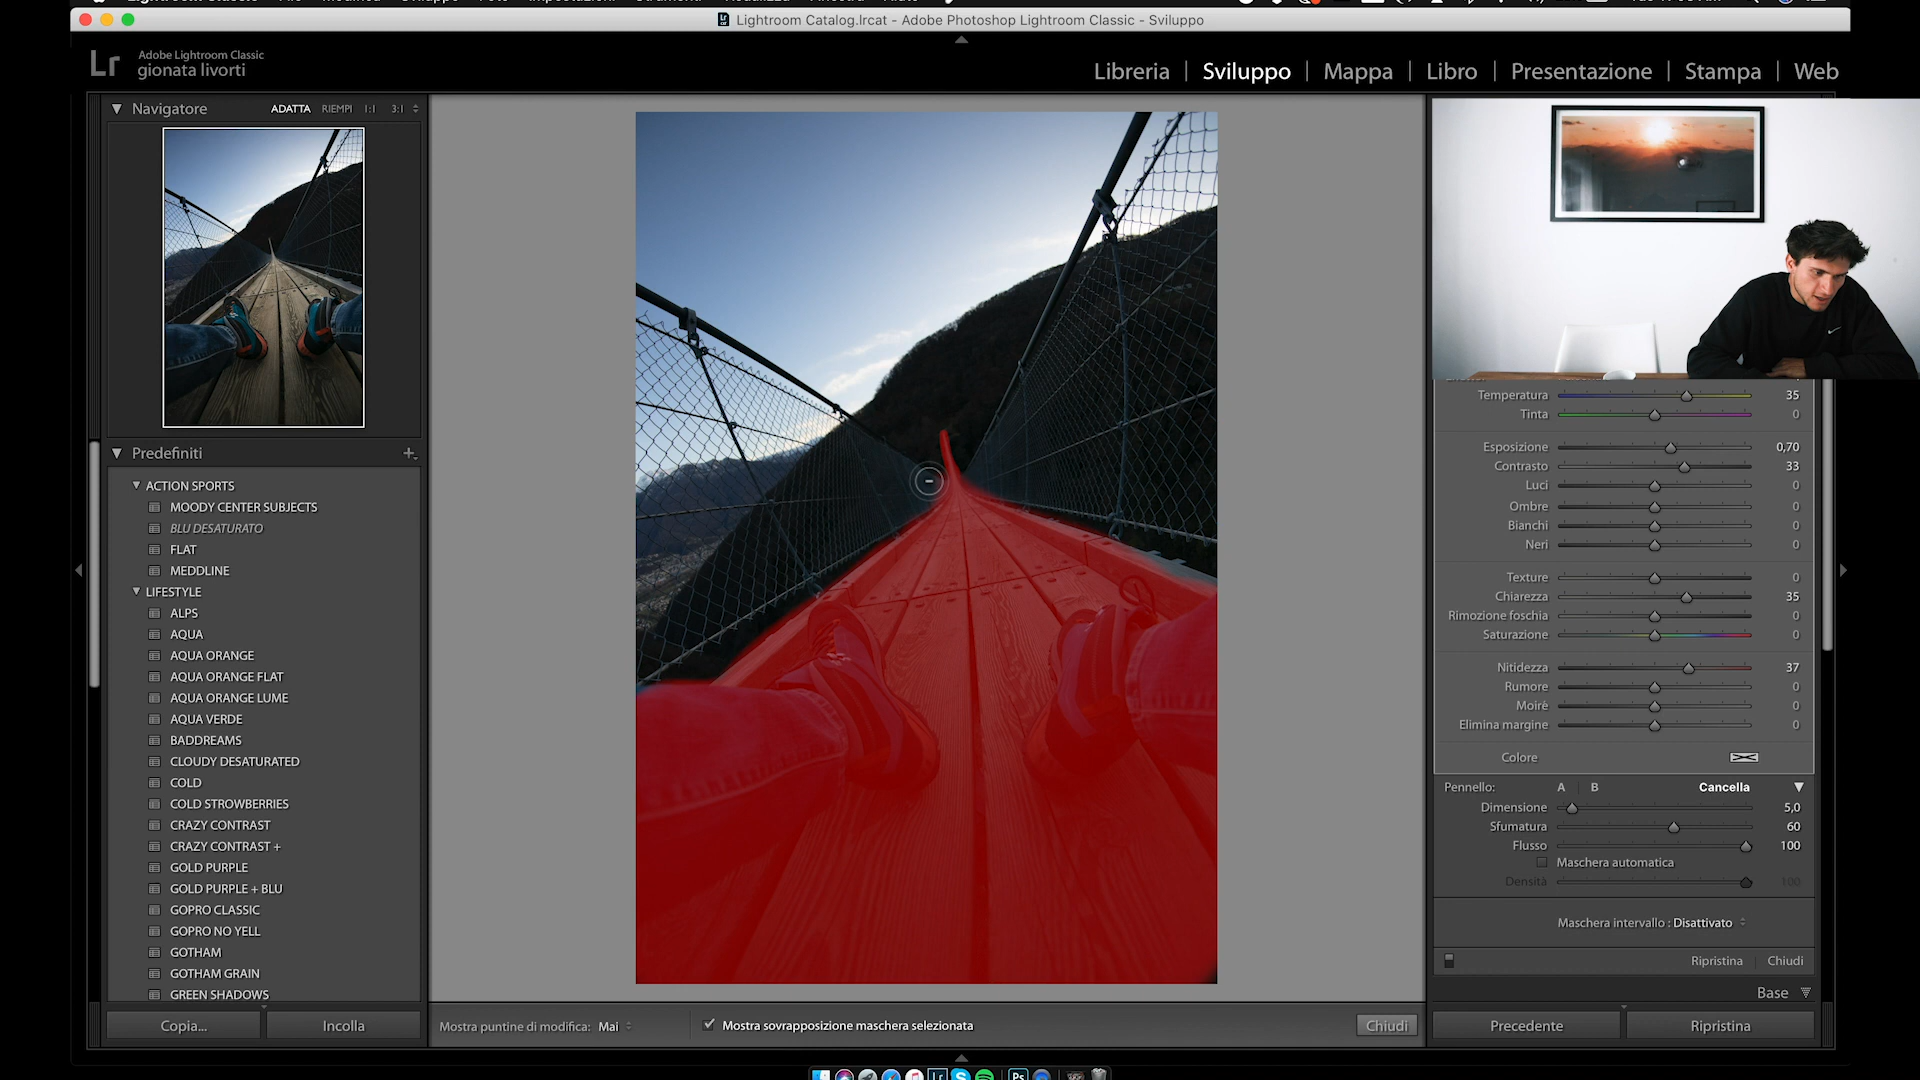 Lightroom Catalog.lrcat - Adobe Photoshop Lightroom Classic - Sviluppo
Lr
Adobe Lightroom Classic
gionata livorti
Libreria | Sviluppo | Mappa | Libro | Presentazione | Stampa | Web
Navigatore ADATTA RIEMPI 1:1 3:1
Predefiniti
ACTION SPORTS
MOODY CENTER SUBJECTS
BLU DESATURATO
FLAT
MEDDLINE
LIFESTYLE
ALPS
AQUA
AQUA ORANGE
AQUA ORANGE FLAT
AQUA ORANGE LUME
AQUA VERDE
BADDREAMS
CLOUDY DESATURATED
COLD
COLD STROWBERRIES
CRAZY CONTRAST
CRAZY CONTRAST +
GOLD PURPLE
GOLD PURPLE + BLU
GOPRO CLASSIC
GOPRO NO YELL
GOTHAM
GOTHAM GRAIN
GREEN SHADOWS
Copia... Incolla
Mostra puntine di modifica: Mai
Mostra sovrapposizione maschera selezionata
Chiudi
Temperatura 35
Tinta 0
Esposizione 0,70
Contrasto 33
Luci 0
Ombre 0
Bianchi 0
Neri 0
Texture 0
Chiarezza 35
Rimozione foschia 0
Saturazione 0
Nitidezza 37
Rumore 0
Moiré 0
Elimina margine 0
Colore
Pennello: A B Cancella
Dimensione 5,0
Sfumatura 60
Flusso 100
Maschera automatica
Densità 100
Maschera intervallo : Disattivato
Ripristina Chiudi
Base
Precedente Ripristina
Lr
Ps